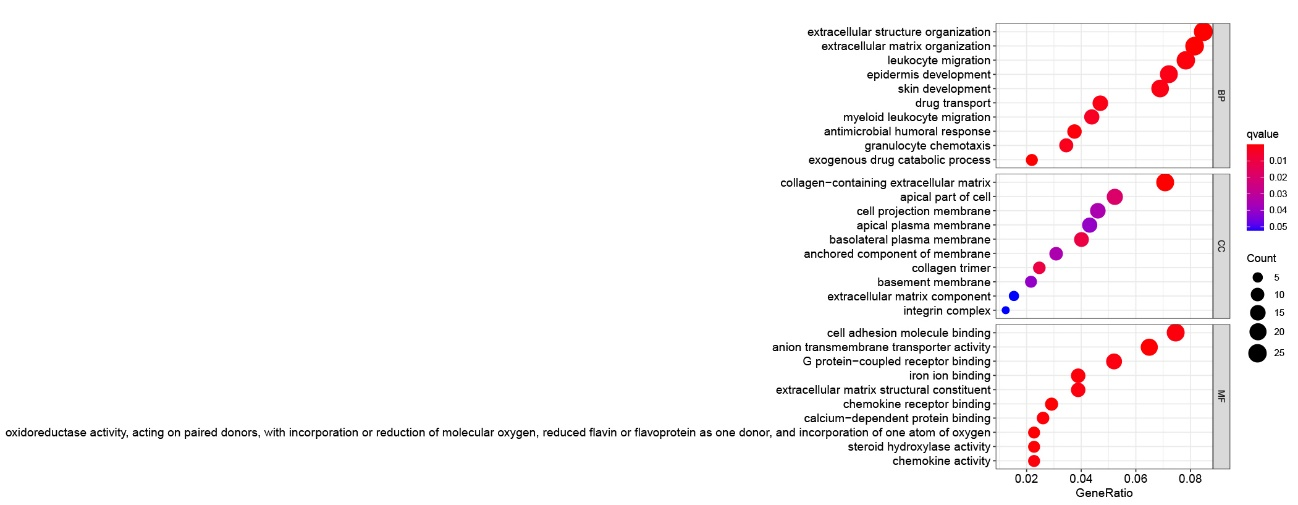 extracellular structure organization
extracellular matrix organization
leukocyte migration
epidermis development
skin development
drug transport
myeloid leukocyte migration
antimicrobial humoral response
granulocyte chemotaxis
exogenous drug catabolic process
BP
collagen−containing extracellular matrix
apical part of cell
cell projection membrane
apical plasma membrane
basolateral plasma membrane
anchored component of membrane
collagen trimer
basement membrane
extracellular matrix component
integrin complex
CC
cell adhesion molecule binding
anion transmembrane transporter activity
G protein−coupled receptor binding
iron ion binding
extracellular matrix structural constituent
chemokine receptor binding
calcium−dependent protein binding
oxidoreductase activity, acting on paired donors, with incorporation or reduction of molecular oxygen, reduced flavin or flavoprotein as one donor, and incorporation of one atom of oxygen
steroid hydroxylase activity
chemokine activity
MF
0.02 0.04 0.06 0.08
GeneRatio
qvalue
0.01
0.02
0.03
0.04
0.05
Count
5
10
15
20
25